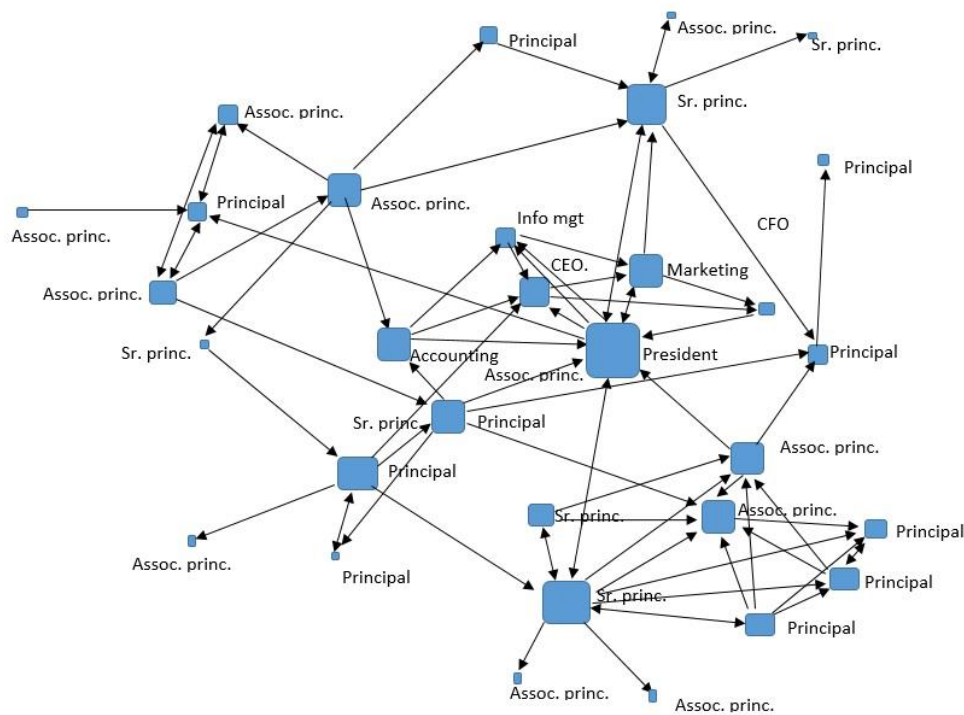 Assoc. princ.
Principal
Sr. princ.
Sr. princ.
Assoc. princ.
Principal
Principal
Assoc. princ.
Info mgt
CFO
Assoc. princ.
CEO.
Marketing
Assoc. princ.
Sr. princ.
Accounting
President
Principal
Assoc. princ.
Sr. princ.
Principal
Assoc. princ.
Principal
Sr. princ.
Assoc. princ.
Principal
Assoc. princ.
Principal
Principal
Sr. princ.
Principal
Assoc. princ.
Assoc. princ.